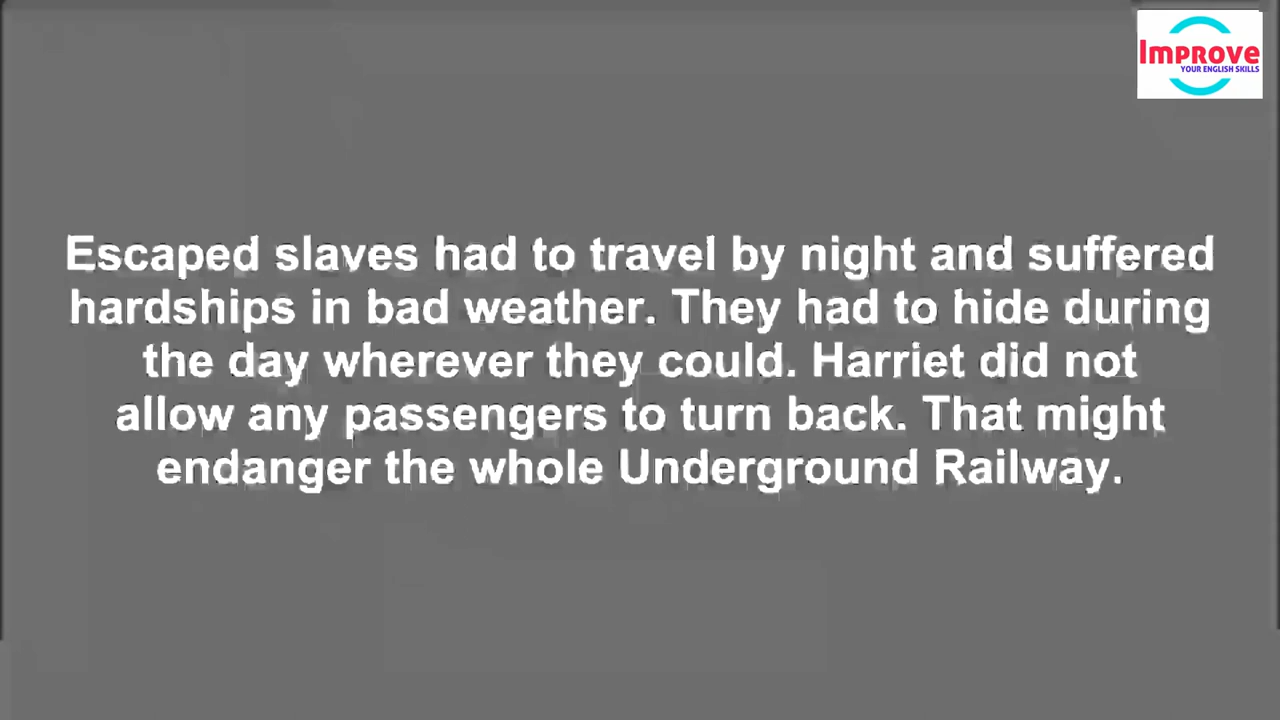 Improve
YOUR ENGLISH SKILLS
Escaped slaves had to travel by night and suffered
hardships in bad weather. They had to hide during
the day wherever they could. Harriet did not
allow any passengers to turn back. That might
endanger the whole Underground Railway.